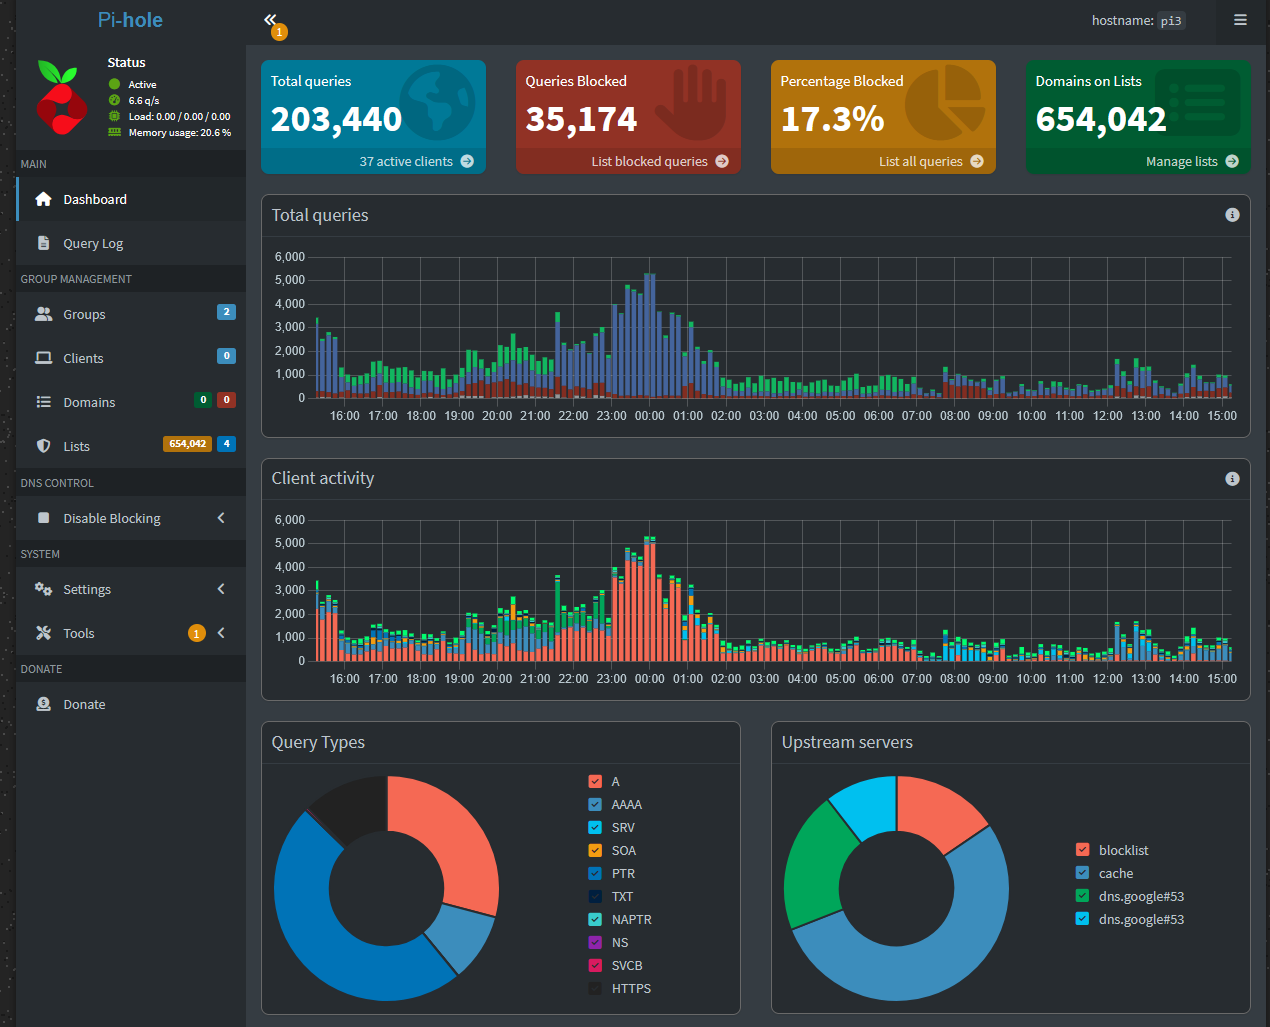 Pi-hole
1
hostname: pi3
Status
Active
6.6 q/s
Load: 0.00 / 0.00 / 0.00
Memory usage: 20.6 %
MAIN
Dashboard
Query Log
GROUP MANAGEMENT
Groups 2
Clients 0
Domains 0 0
Lists 654,042 4
DNS CONTROL
Disable Blocking
SYSTEM
Settings
Tools 1
DONATE
Donate
Total queries
203,440
37 active clients
Queries Blocked
35,174
List blocked queries
Percentage Blocked
17.3%
List all queries
Domains on Lists
654,042
Manage lists
Total queries
6,000
5,000
4,000
3,000
2,000
1,000
0
16:00 17:00 18:00 19:00 20:00 21:00 22:00 23:00 00:00 01:00 02:00 03:00 04:00 05:00 06:00 07:00 08:00 09:00 10:00 11:00 12:00 13:00 14:00 15:00
Client activity
6,000
5,000
4,000
3,000
2,000
1,000
0
16:00 17:00 18:00 19:00 20:00 21:00 22:00 23:00 00:00 01:00 02:00 03:00 04:00 05:00 06:00 07:00 08:00 09:00 10:00 11:00 12:00 13:00 14:00 15:00
Query Types
A
AAAA
SRV
SOA
PTR
TXT
NAPTR
NS
SVCB
HTTPS
Upstream servers
blocklist
cache
dns.google#53
dns.google#53